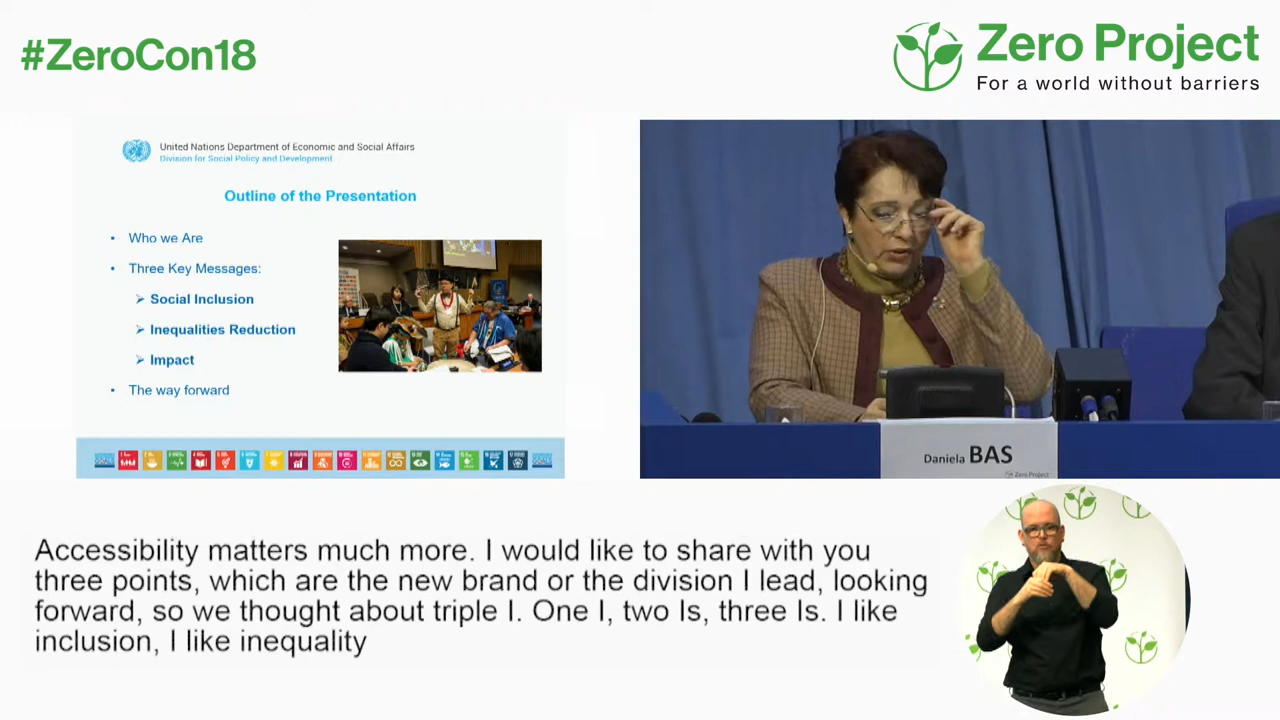 #ZeroCon18
Zero Project
For a world without barriers
United Nations Department of Economic and Social Affairs
Division for Social Policy and Development
Outline of the Presentation
• Who we Are
• Three Key Messages:
➢ Social Inclusion
➢ Inequalities Reduction
➢ Impact
• The way forward
Daniela BAS
Zero Project
Accessibility matters much more. I would like to share with you
three points, which are the new brand or the division I lead, looking
forward, so we thought about triple I. One I, two Is, three Is. I like
inclusion, I like inequality